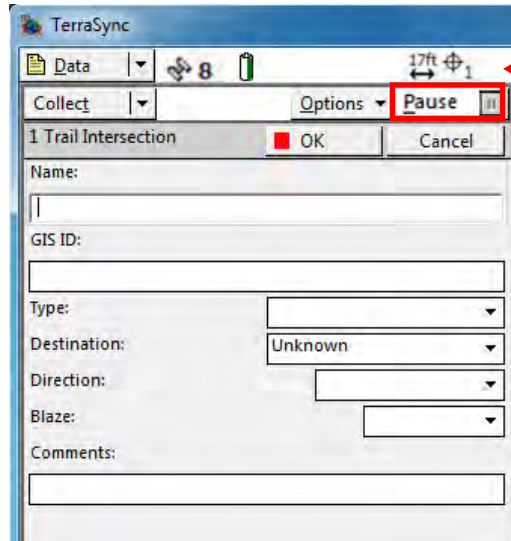 TerraSync
Data 8 17ft 1
Collect Options Pause
1 Trail Intersection OK Cancel
Name:
GIS ID:
Type:
Destination: Unknown
Direction:
Blaze:
Comments: